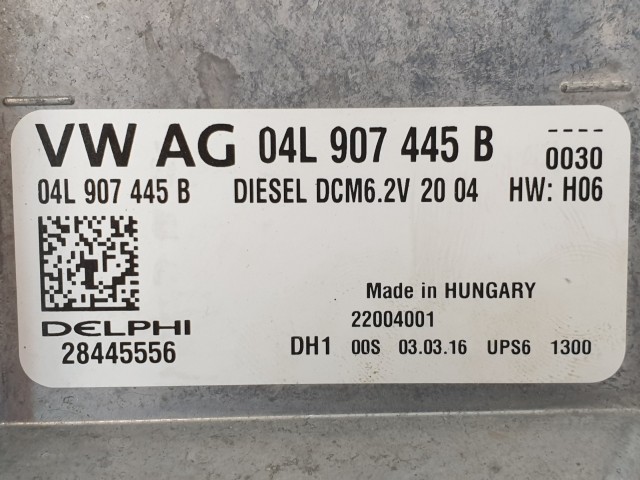 VW AG 04L 907 445 B ----
0030
04L 907 445 B DIESEL DCM6.2V 20 04 HW: H06
Made in HUNGARY
DELPHI 22004001
28445556 DH1 00S 03.03.16 UPS6 1300